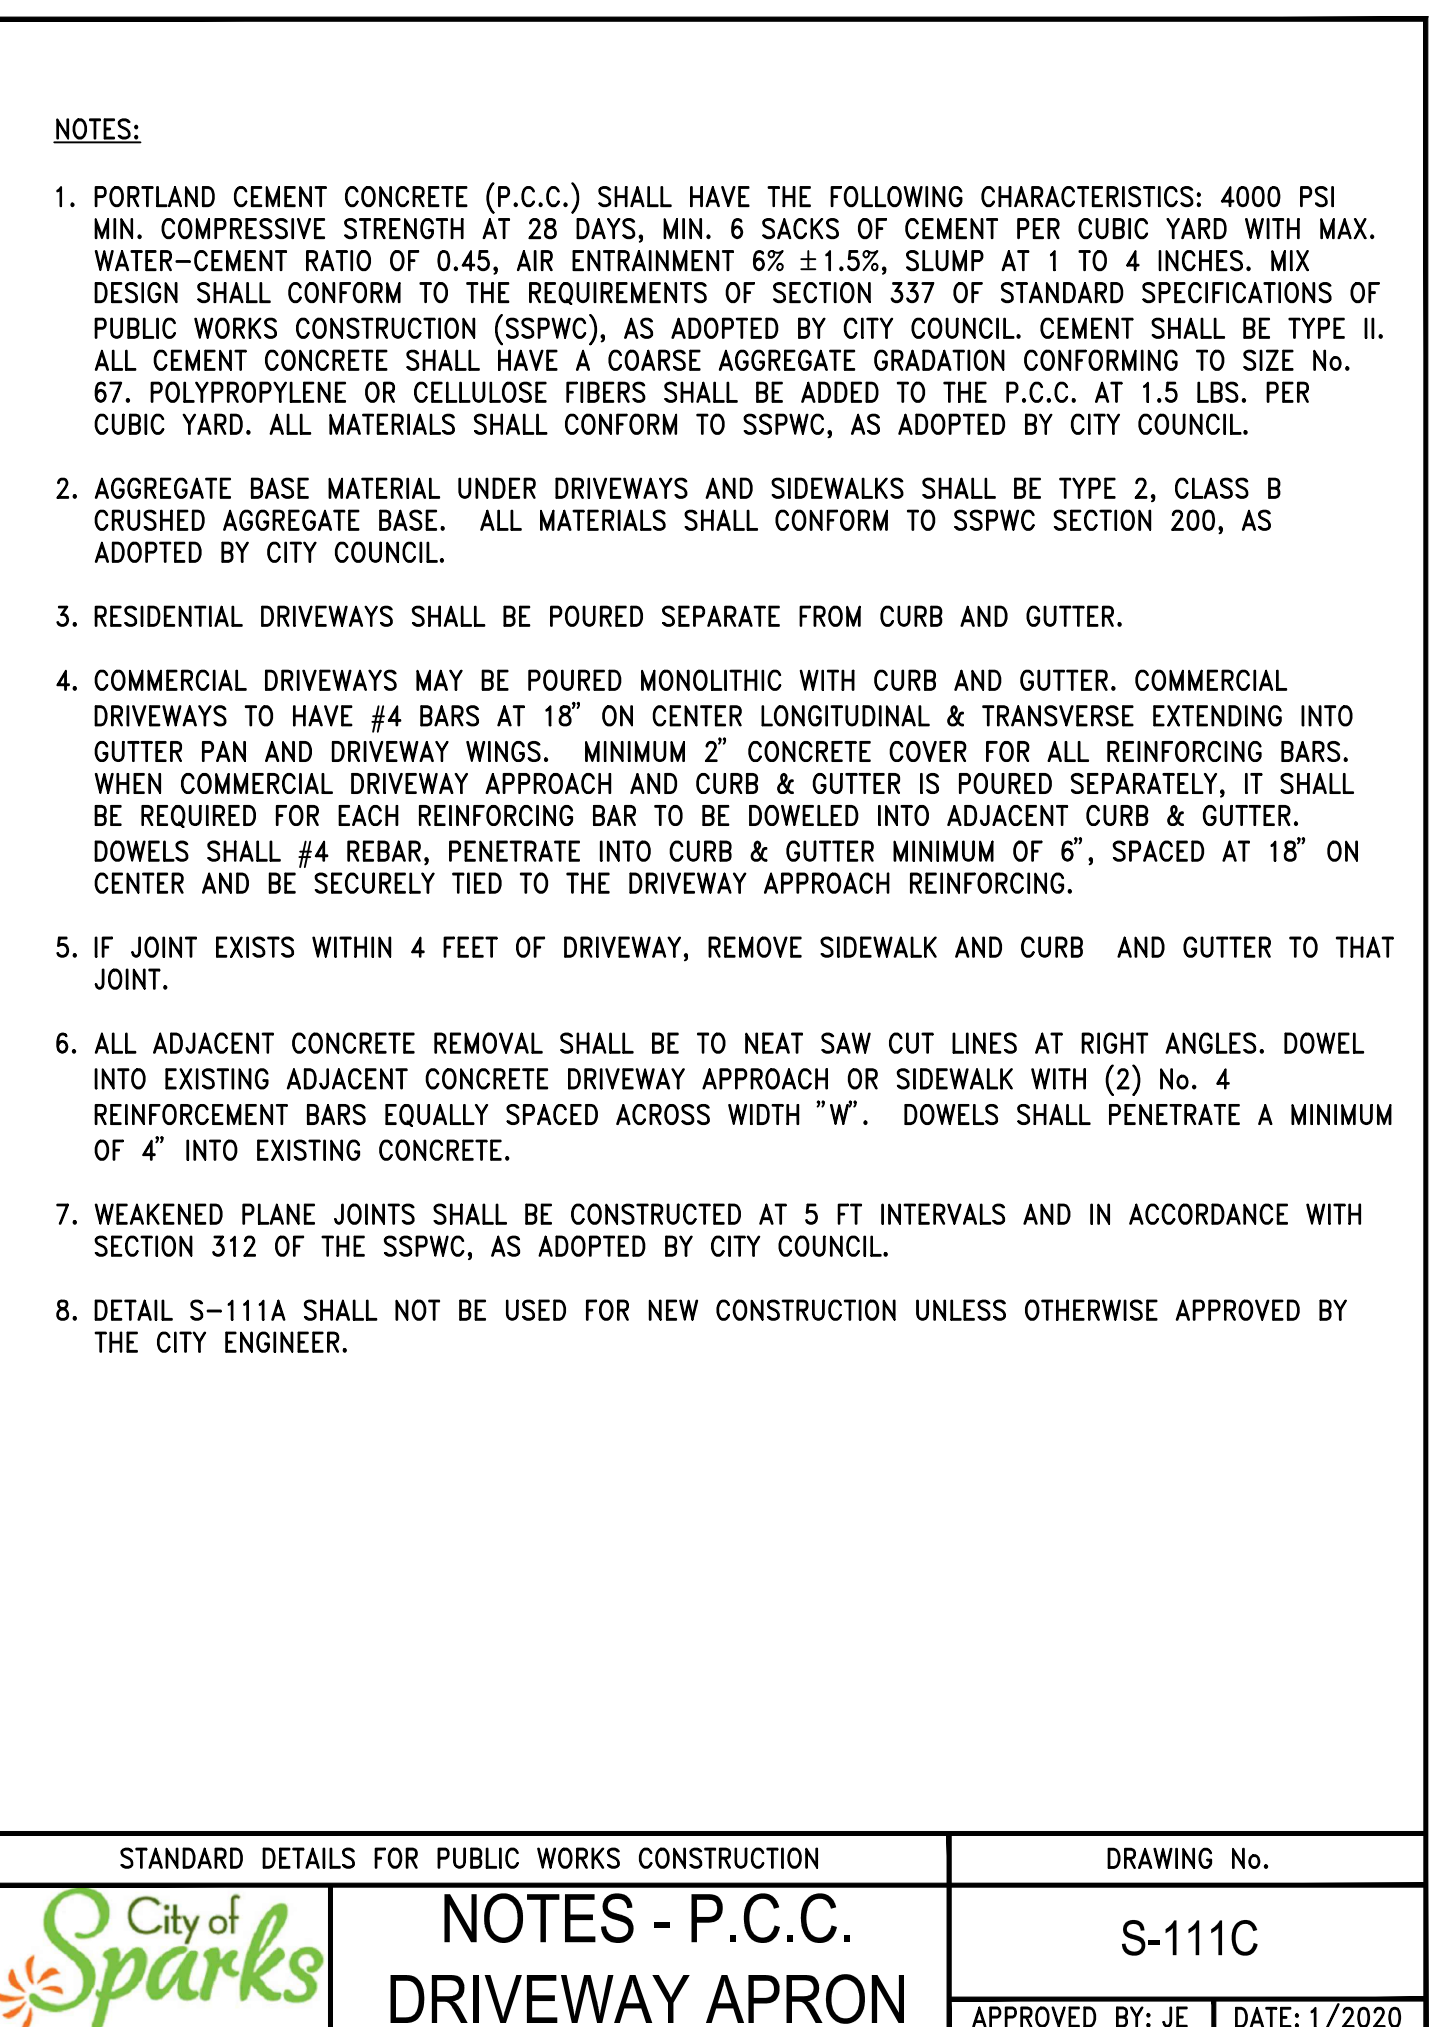 NOTES:
1. PORTLAND CEMENT CONCRETE (P.C.C.) SHALL HAVE THE FOLLOWING CHARACTERISTICS: 4000 PSI
MIN. COMPRESSIVE STRENGTH AT 28 DAYS, MIN. 6 SACKS OF CEMENT PER CUBIC YARD WITH MAX.
WATER-CEMENT RATIO OF 0.45, AIR ENTRAINMENT 6% ±1.5%, SLUMP AT 1 TO 4 INCHES. MIX
DESIGN SHALL CONFORM TO THE REQUIREMENTS OF SECTION 337 OF STANDARD SPECIFICATIONS OF
PUBLIC WORKS CONSTRUCTION (SSPWC), AS ADOPTED BY CITY COUNCIL. CEMENT SHALL BE TYPE II.
ALL CEMENT CONCRETE SHALL HAVE A COARSE AGGREGATE GRADATION CONFORMING TO SIZE No.
67. POLYPROPYLENE OR CELLULOSE FIBERS SHALL BE ADDED TO THE P.C.C. AT 1.5 LBS. PER
CUBIC YARD. ALL MATERIALS SHALL CONFORM TO SSPWC, AS ADOPTED BY CITY COUNCIL.
2. AGGREGATE BASE MATERIAL UNDER DRIVEWAYS AND SIDEWALKS SHALL BE TYPE 2, CLASS B
CRUSHED AGGREGATE BASE. ALL MATERIALS SHALL CONFORM TO SSPWC SECTION 200, AS
ADOPTED BY CITY COUNCIL.
3. RESIDENTIAL DRIVEWAYS SHALL BE POURED SEPARATE FROM CURB AND GUTTER.
4. COMMERCIAL DRIVEWAYS MAY BE POURED MONOLITHIC WITH CURB AND GUTTER. COMMERCIAL
DRIVEWAYS TO HAVE #4 BARS AT 18" ON CENTER LONGITUDINAL & TRANSVERSE EXTENDING INTO
GUTTER PAN AND DRIVEWAY WINGS. MINIMUM 2" CONCRETE COVER FOR ALL REINFORCING BARS.
WHEN COMMERCIAL DRIVEWAY APPROACH AND CURB & GUTTER IS POURED SEPARATELY, IT SHALL
BE REQUIRED FOR EACH REINFORCING BAR TO BE DOWELED INTO ADJACENT CURB & GUTTER.
DOWELS SHALL #4 REBAR, PENETRATE INTO CURB & GUTTER MINIMUM OF 6", SPACED AT 18" ON
CENTER AND BE SECURELY TIED TO THE DRIVEWAY APPROACH REINFORCING.
5. IF JOINT EXISTS WITHIN 4 FEET OF DRIVEWAY, REMOVE SIDEWALK AND CURB AND GUTTER TO THAT
JOINT.
6. ALL ADJACENT CONCRETE REMOVAL SHALL BE TO NEAT SAW CUT LINES AT RIGHT ANGLES. DOWEL
INTO EXISTING ADJACENT CONCRETE DRIVEWAY APPROACH OR SIDEWALK WITH (2) No. 4
REINFORCEMENT BARS EQUALLY SPACED ACROSS WIDTH "W". DOWELS SHALL PENETRATE A MINIMUM
OF 4" INTO EXISTING CONCRETE.
7. WEAKENED PLANE JOINTS SHALL BE CONSTRUCTED AT 5 FT INTERVALS AND IN ACCORDANCE WITH
SECTION 312 OF THE SSPWC, AS ADOPTED BY CITY COUNCIL.
8. DETAIL S-111A SHALL NOT BE USED FOR NEW CONSTRUCTION UNLESS OTHERWISE APPROVED BY
THE CITY ENGINEER.
STANDARD DETAILS FOR PUBLIC WORKS CONSTRUCTION
DRAWING No.
City of
Sparks
NOTES - P.C.C.
DRIVEWAY APRON
S-111C
APPROVED BY: JE
DATE: 1/2020